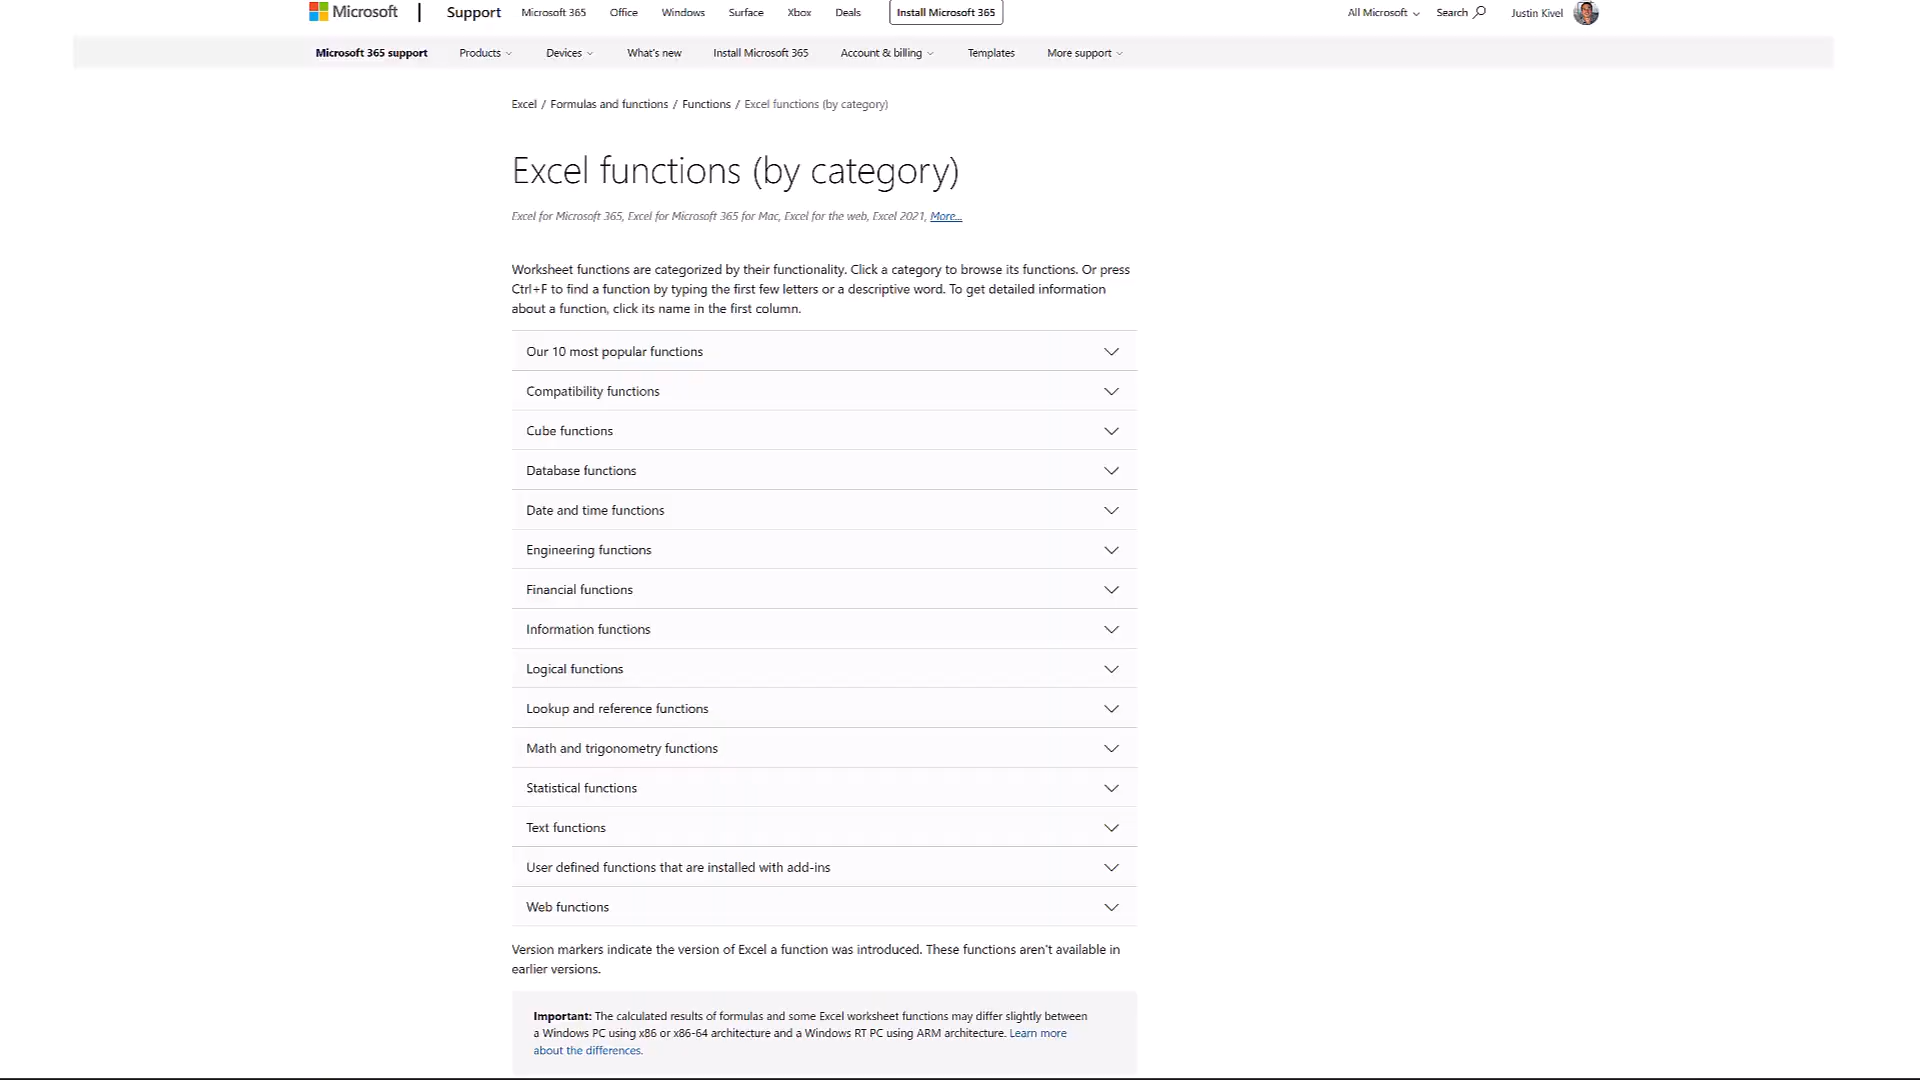 Microsoft | Support Microsoft 365 Office Windows Surface Xbox Deals Install Microsoft 365 All Microsoft Search Justin Kivel
Microsoft 365 support Products Devices What's new Install Microsoft 365 Account & billing Templates More support
Excel / Formulas and functions / Functions / Excel functions (by category)
Excel functions (by category)
Excel for Microsoft 365, Excel for Microsoft 365 for Mac, Excel for the web, Excel 2021, More...
Worksheet functions are categorized by their functionality. Click a category to browse its functions. Or press
Ctrl+F to find a function by typing the first few letters or a descriptive word. To get detailed information
about a function, click its name in the first column.
Our 10 most popular functions
Compatibility functions
Cube functions
Database functions
Date and time functions
Engineering functions
Financial functions
Information functions
Logical functions
Lookup and reference functions
Math and trigonometry functions
Statistical functions
Text functions
User defined functions that are installed with add-ins
Web functions
Version markers indicate the version of Excel a function was introduced. These functions aren't available in
earlier versions.
Important: The calculated results of formulas and some Excel worksheet functions may differ slightly between
a Windows PC using x86 or x86-64 architecture and a Windows RT PC using ARM architecture. Learn more
about the differences.